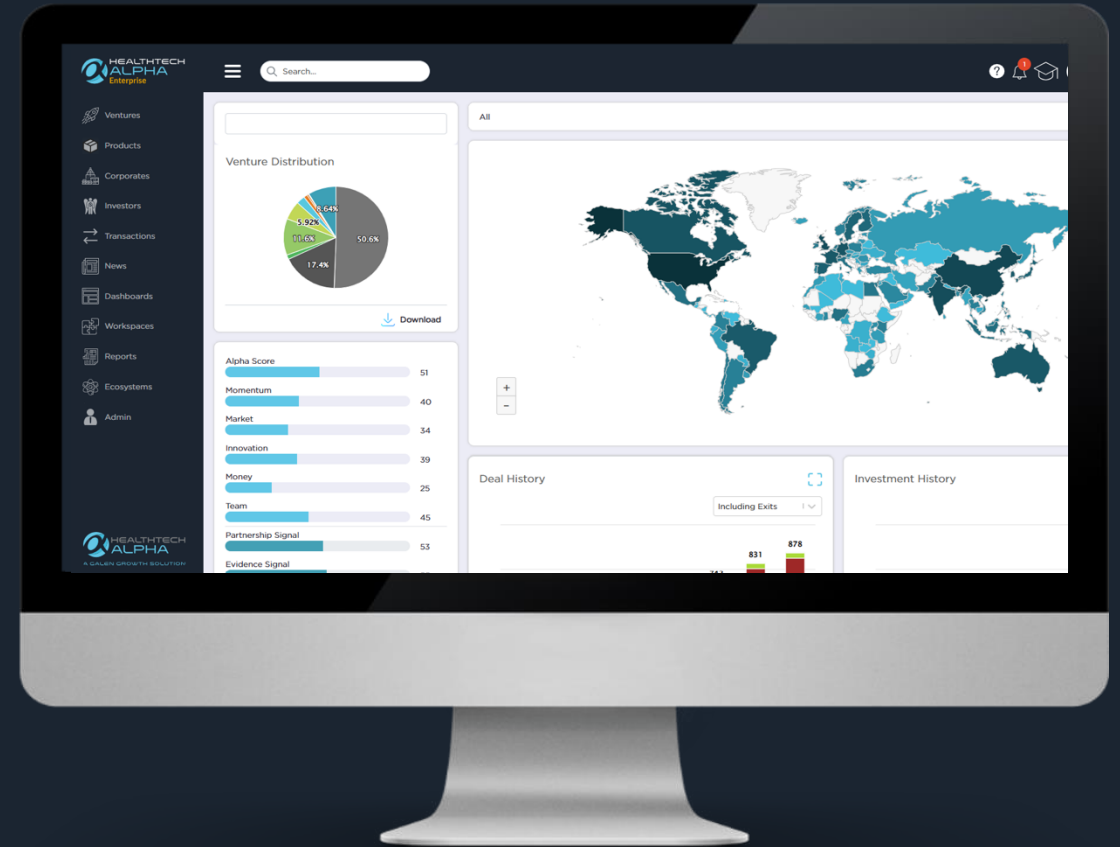 HEALTHTECH
ALPHA
Enterprise
Search...
1
Ventures
Products
Corporates
Investors
Transactions
News
Dashboards
Workspaces
Reports
Ecosystems
Admin
HEALTHTECH
ALPHA
A GALEN GROWTH SOLUTION
Venture Distribution
8.64%
5.92%
11.6%
50.6%
17.4%
Download
Alpha Score
51
Momentum
40
Market
34
Innovation
39
Money
25
Team
45
Partnership Signal
53
Evidence Signal
All
+
−
Deal History
Including Exits
831
878
Investment History